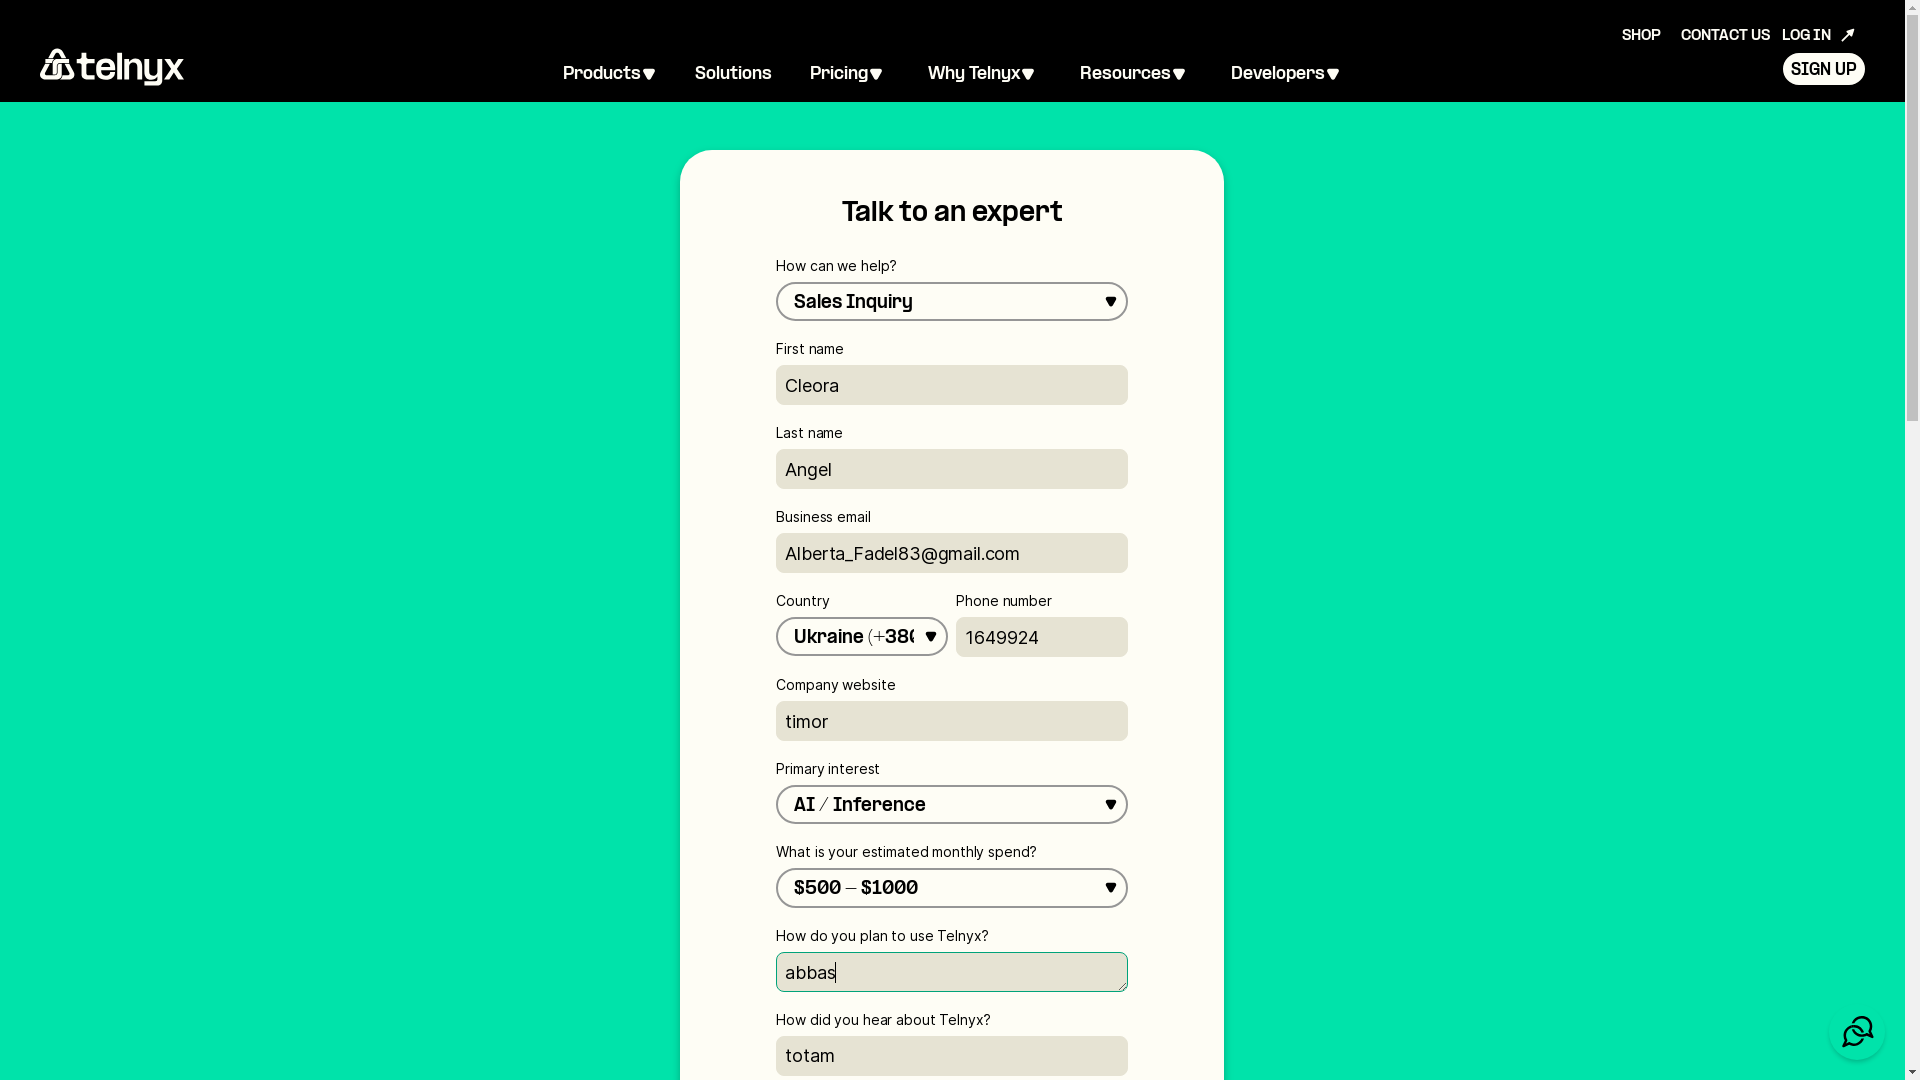 SHOP CONTACT US LOG IN
telnyx Products Solutions Pricing Why Telnyx Resources Developers SIGN UP
Talk to an expert
How can we help?
Sales Inquiry
First name
Cleora
Last name
Angel
Business email
Alberta_Fadel83@gmail.com
Country Phone number
Ukraine (+380 1649924
Company website
timor
Primary interest
AI / Inference
What is your estimated monthly spend?
$500 – $1000
How do you plan to use Telnyx?
abbas
How did you hear about Telnyx?
totam